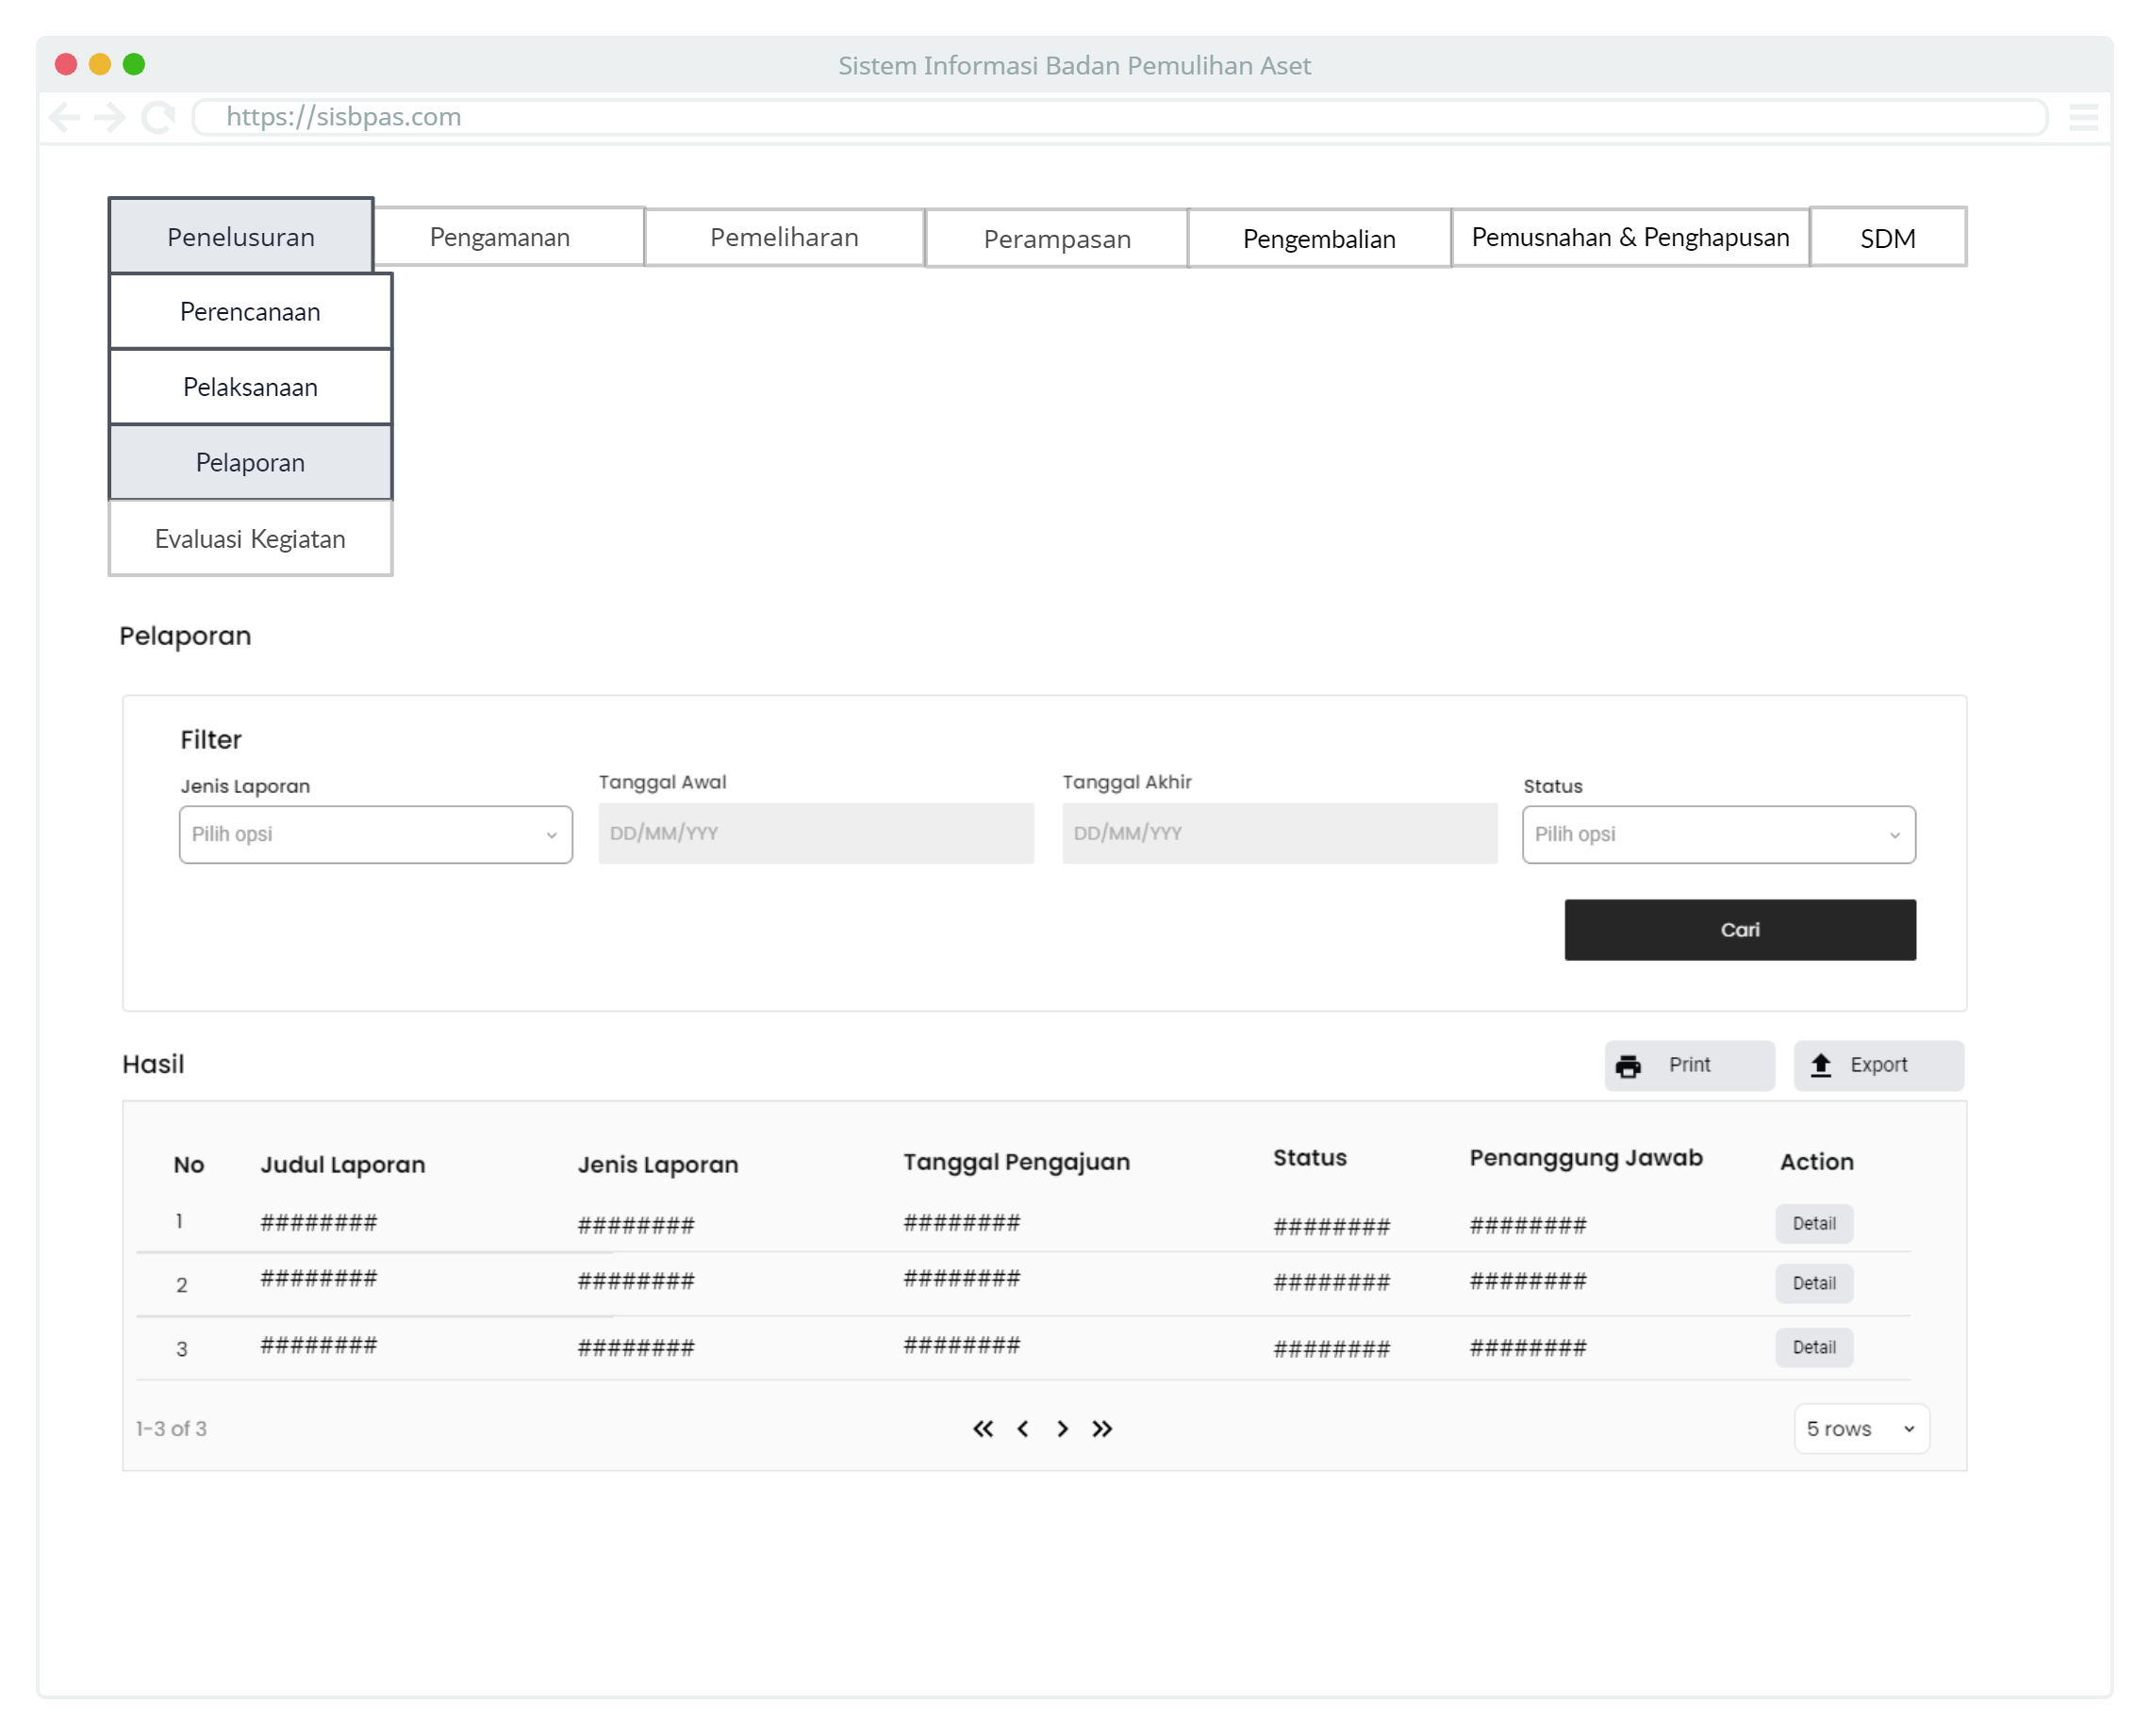 Sistem Informasi Badan Pemulihan Aset
https://sisbpas.com
Penelusuran Pengamanan Pemeliharan Perampasan Pengembalian Pemusnahan & Penghapusan SDM
Perencanaan
Pelaksanaan
Pelaporan
Evaluasi Kegiatan
Pelaporan
Filter
Jenis Laporan Tanggal Awal Tanggal Akhir Status
Pilih opsi DD/MM/YYY DD/MM/YYY Pilih opsi
Cari
Hasil Print Export
No Judul Laporan Jenis Laporan Tanggal Pengajuan Status Penanggung Jawab Action
1 ######## ######## ######## ######## ######## Detail
2 ######## ######## ######## ######## ######## Detail
3 ######## ######## ######## ######## ######## Detail
1-3 of 3 5 rows